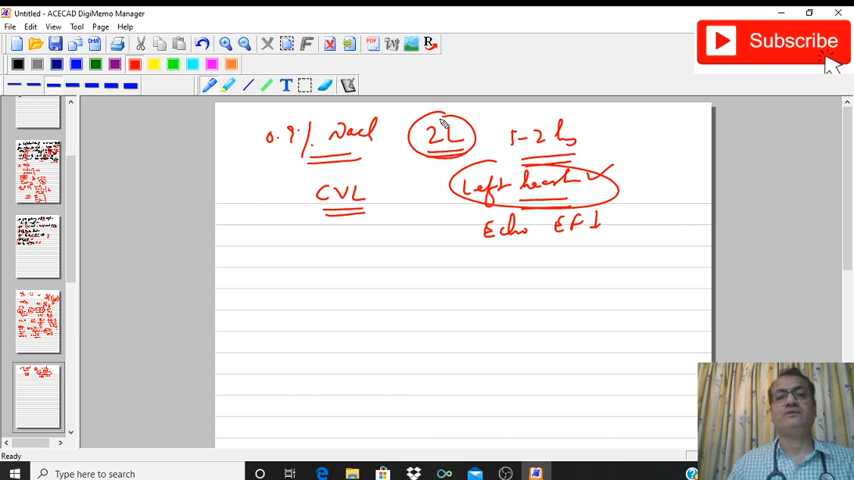 Untitled - ACECAD DigiMemo Manager
File Edit View Tool Page Help
Subscribe
T
0.9% Nacl 2L 1-2 hs
CVL Left heart
Echo EF↓
Ready
Type here to search